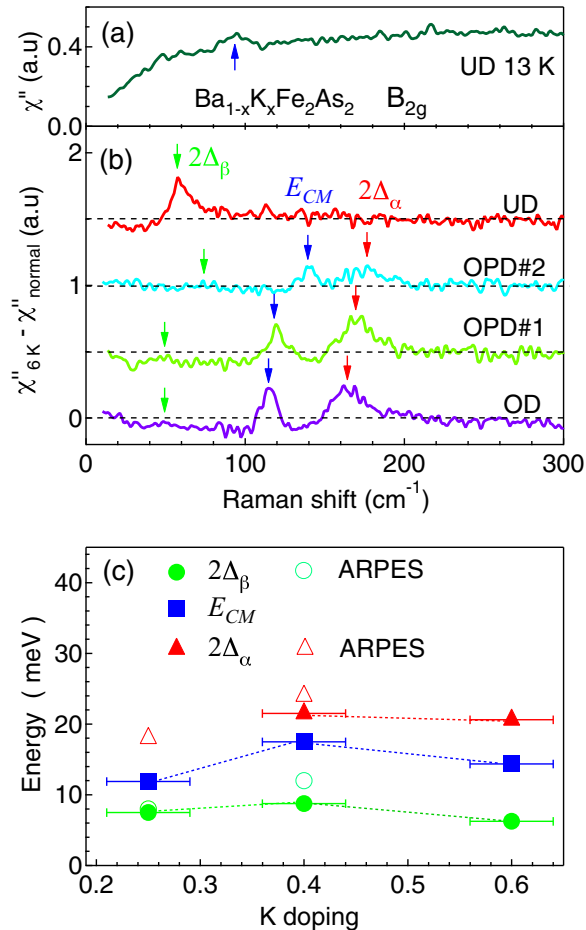 (a)
χ″ (a.u)
0.4
0.0
UD 13 K
Ba1-xKxFe2As2 B2g
(b)
χ″6 K - χ″normal (a.u)
2
1
0
2Δβ
ECM
2Δα
UD
OPD#2
OPD#1
OD
0 100 200 300
Raman shift (cm-1)
(c)
2Δβ ARPES
ECM
2Δα ARPES
Energy ( meV)
40
30
20
10
0
0.2 0.3 0.4 0.5 0.6
K doping